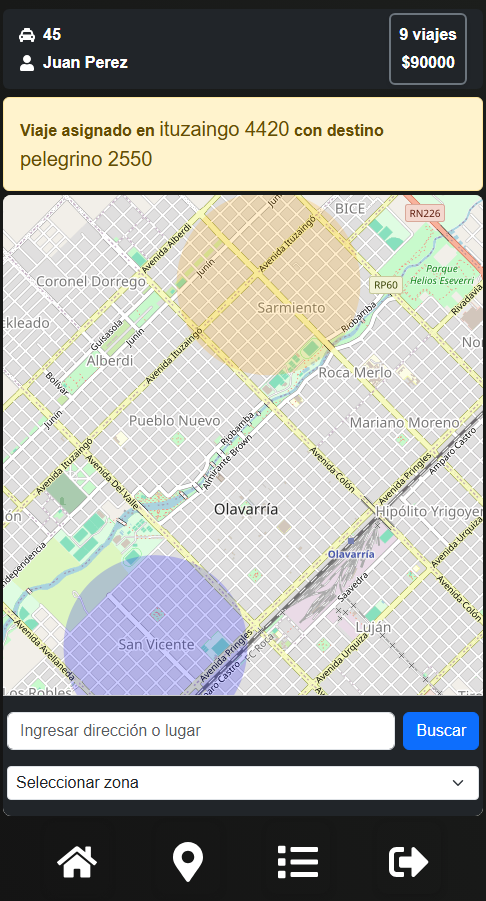 45
9 viajes
Juan Perez
$90000
Viaje asignado en ituzaingo 4420 con destino
pelegrino 2550
Junín
BICE
RN226
Avenida Alberdi
Avenida Ituzaingó
Parque
Helios Eseverri
Junín
Coronel Dorrego
RP60
Rivadavia
Sarmiento
Riobamba
Guisasola
Junín
Alberdi
Avenida Ituzaingó
Roca Merlo
Bolívar
Junín
Pueblo Nuevo
Riobamba
Mariano Moreno
Almirante Brown
Amparo Castro
Avenida Ituzaingó
Avenida Colón
Avenida Pringles
Avenida Del Valle
Olavarría
Hipólito Yrigoyen
Avenida Urquiza
Independencia
Olavarría
Saavedra
Avenida Colón
Luján
San Vicente
Avenida Pringles
FC Roca
Avenida Avellaneda
Amparo Castro
Avenida Urquiza
Los Robles
Ingresar dirección o lugar
Buscar
Seleccionar zona